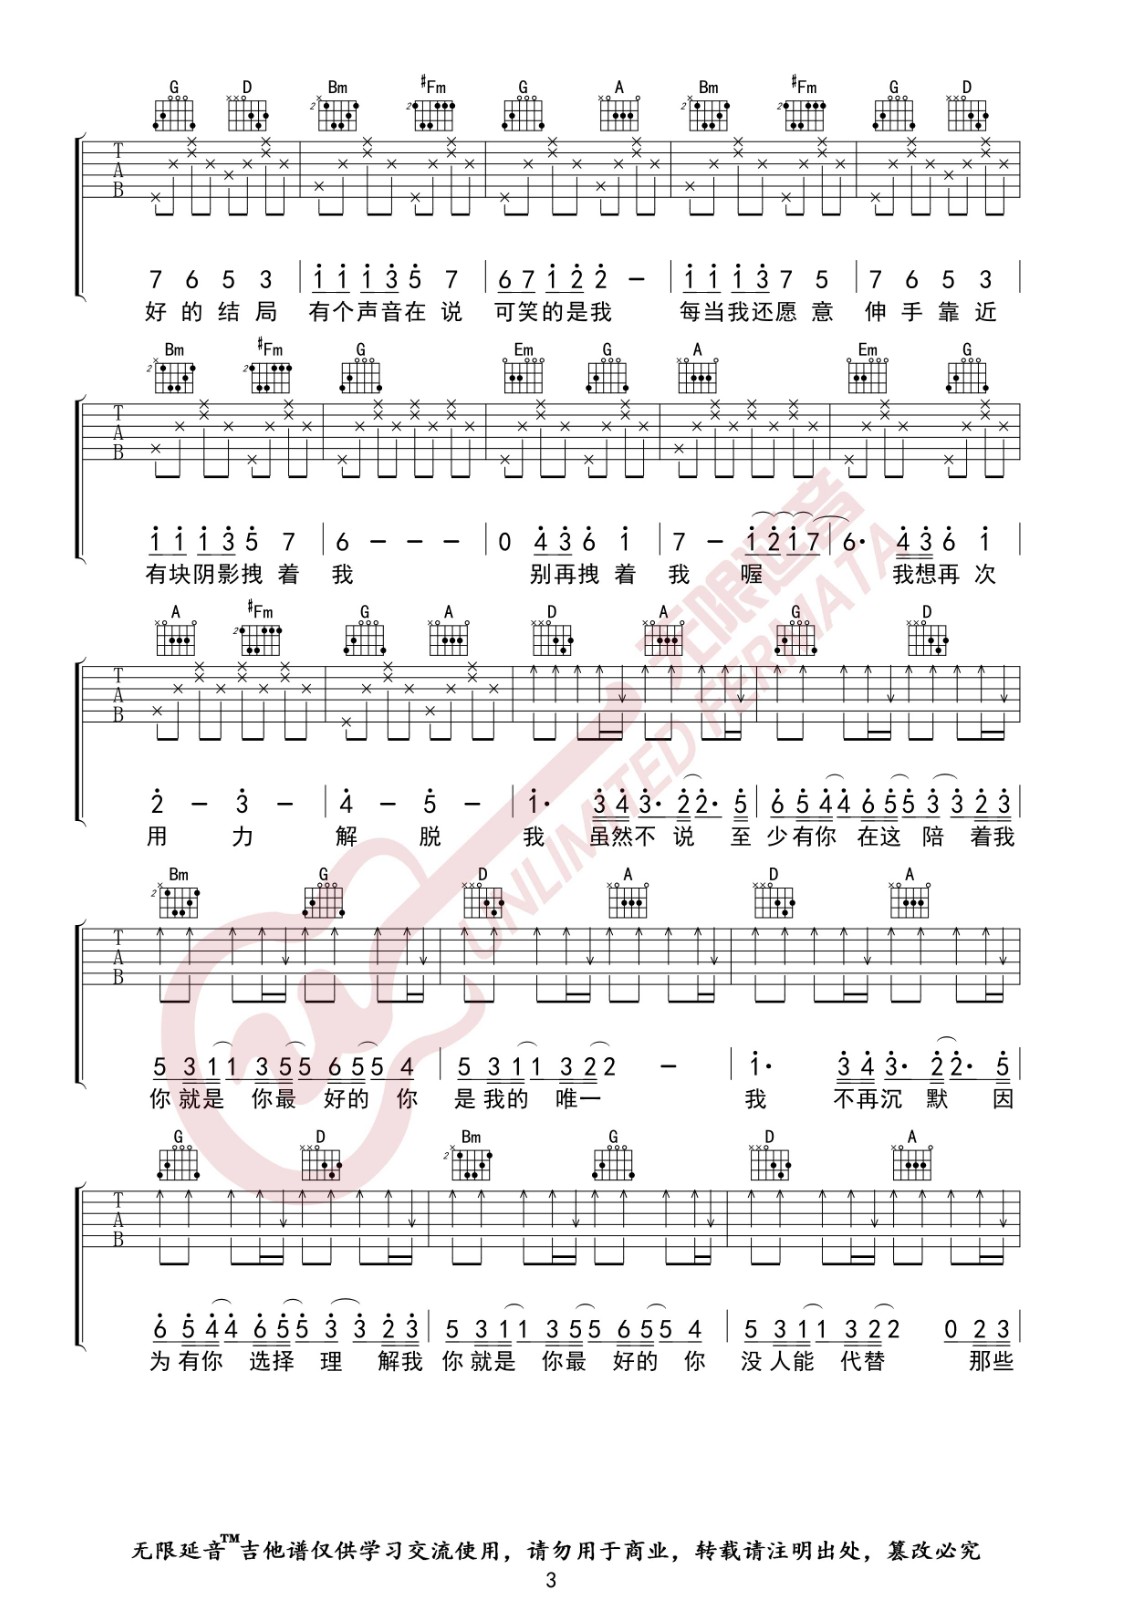 G D Bm #Fm G A Bm #Fm G D
T A B
7 6 5 3 1 1 1 3 5 7 6 7 1 2 2 - 1 1 1 3 7 5 7 6 5 3
好的结局 有个声音在说 可笑的是我 每当我还愿意 伸手靠近
Bm #Fm G Em G A Em G
T A B
1 1 1 3 5 7 6 - - - 0 4 3 6 1 7 - 1 2 1 7 6· 4 3 6 1
有块阴影拽着 我 别再拽着 我 喔 我想再次
A #Fm G A D A G D
T A B
2 - 3 - 4 - 5 - 1· 3 4 3· 2 2· 5 6 5 4 4 6 5 5 3 3 2 3
用 力 解 脱 我 虽然不说 至 少有你 在这 陪 着我
Bm G D A D A
T A B
5 3 1 1 3 5 5 6 5 5 4 5 3 1 1 3 2 2 - 1· 3 4 3· 2 2· 5
你就是 你最 好的 你 是我的 唯一 我 不再沉 默 因
G D Bm G D A
T A B
6 5 4 4 6 5 5 3 3 2 3 5 3 1 1 3 5 5 6 5 5 4 5 3 1 1 3 2 2 0 2 3
为有你 选择 理 解我 你就是 你最 好的 你 没人能 代替 那些
无限延音
UNLIMITED FERMATA
无限延音™吉他谱仅供学习交流使用，请勿用于商业，转载请注明出处，篡改必究
3